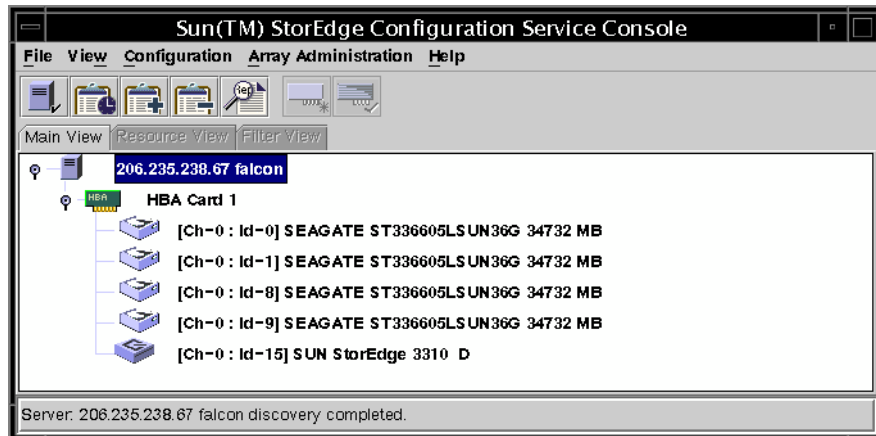 Sun(TM) StorEdge Configuration Service Console
File View Configuration Array Administration Help
Rep
Main View Resource View Filter View
206.235.238.67 falcon
HBA HBA Card 1
[Ch-0 : Id-0] SEAGATE ST336605LSUN36G 34732 MB
[Ch-0 : Id-1] SEAGATE ST336605LSUN36G 34732 MB
[Ch-0 : Id-8] SEAGATE ST336605LSUN36G 34732 MB
[Ch-0 : Id-9] SEAGATE ST336605LSUN36G 34732 MB
[Ch-0 : Id-15] SUN StorEdge 3310 D
Server: 206.235.238.67 falcon discovery completed.